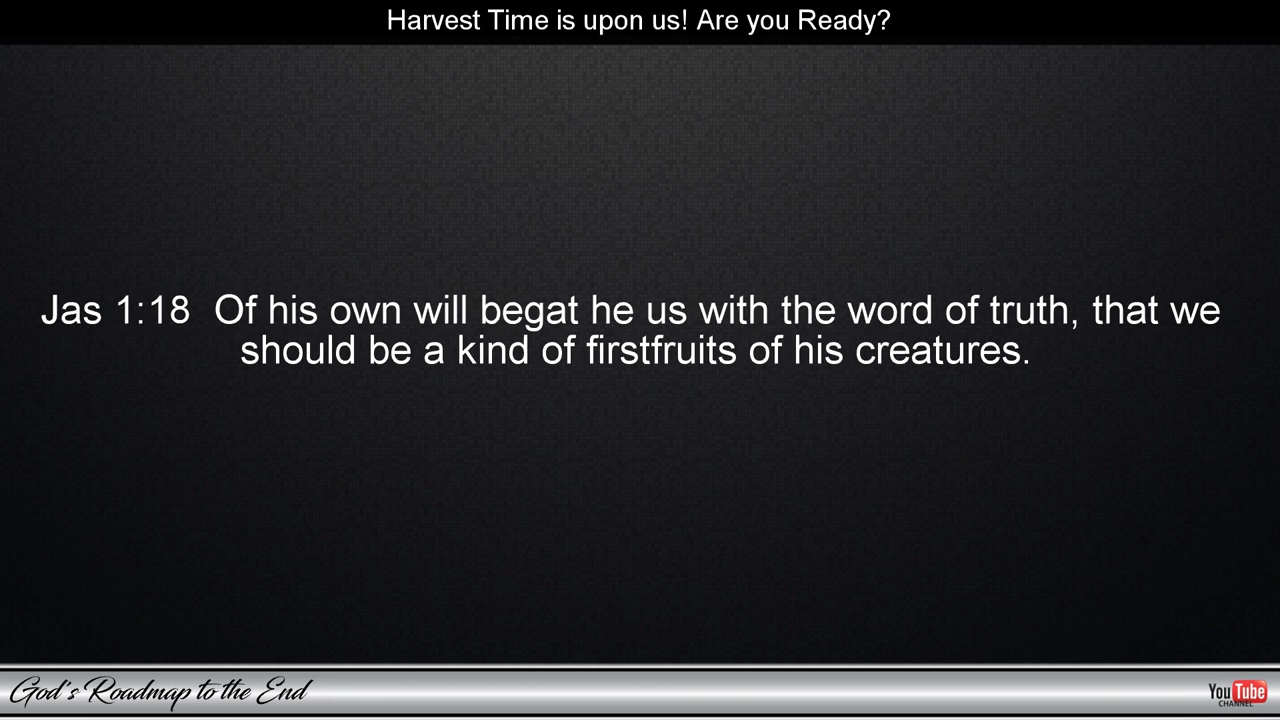 Harvest Time is upon us! Are you Ready?
Jas 1:18  Of his own will begat he us with the word of truth, that we
should be a kind of firstfruits of his creatures.
God's Roadmap to the End
YouTube
CHANNEL